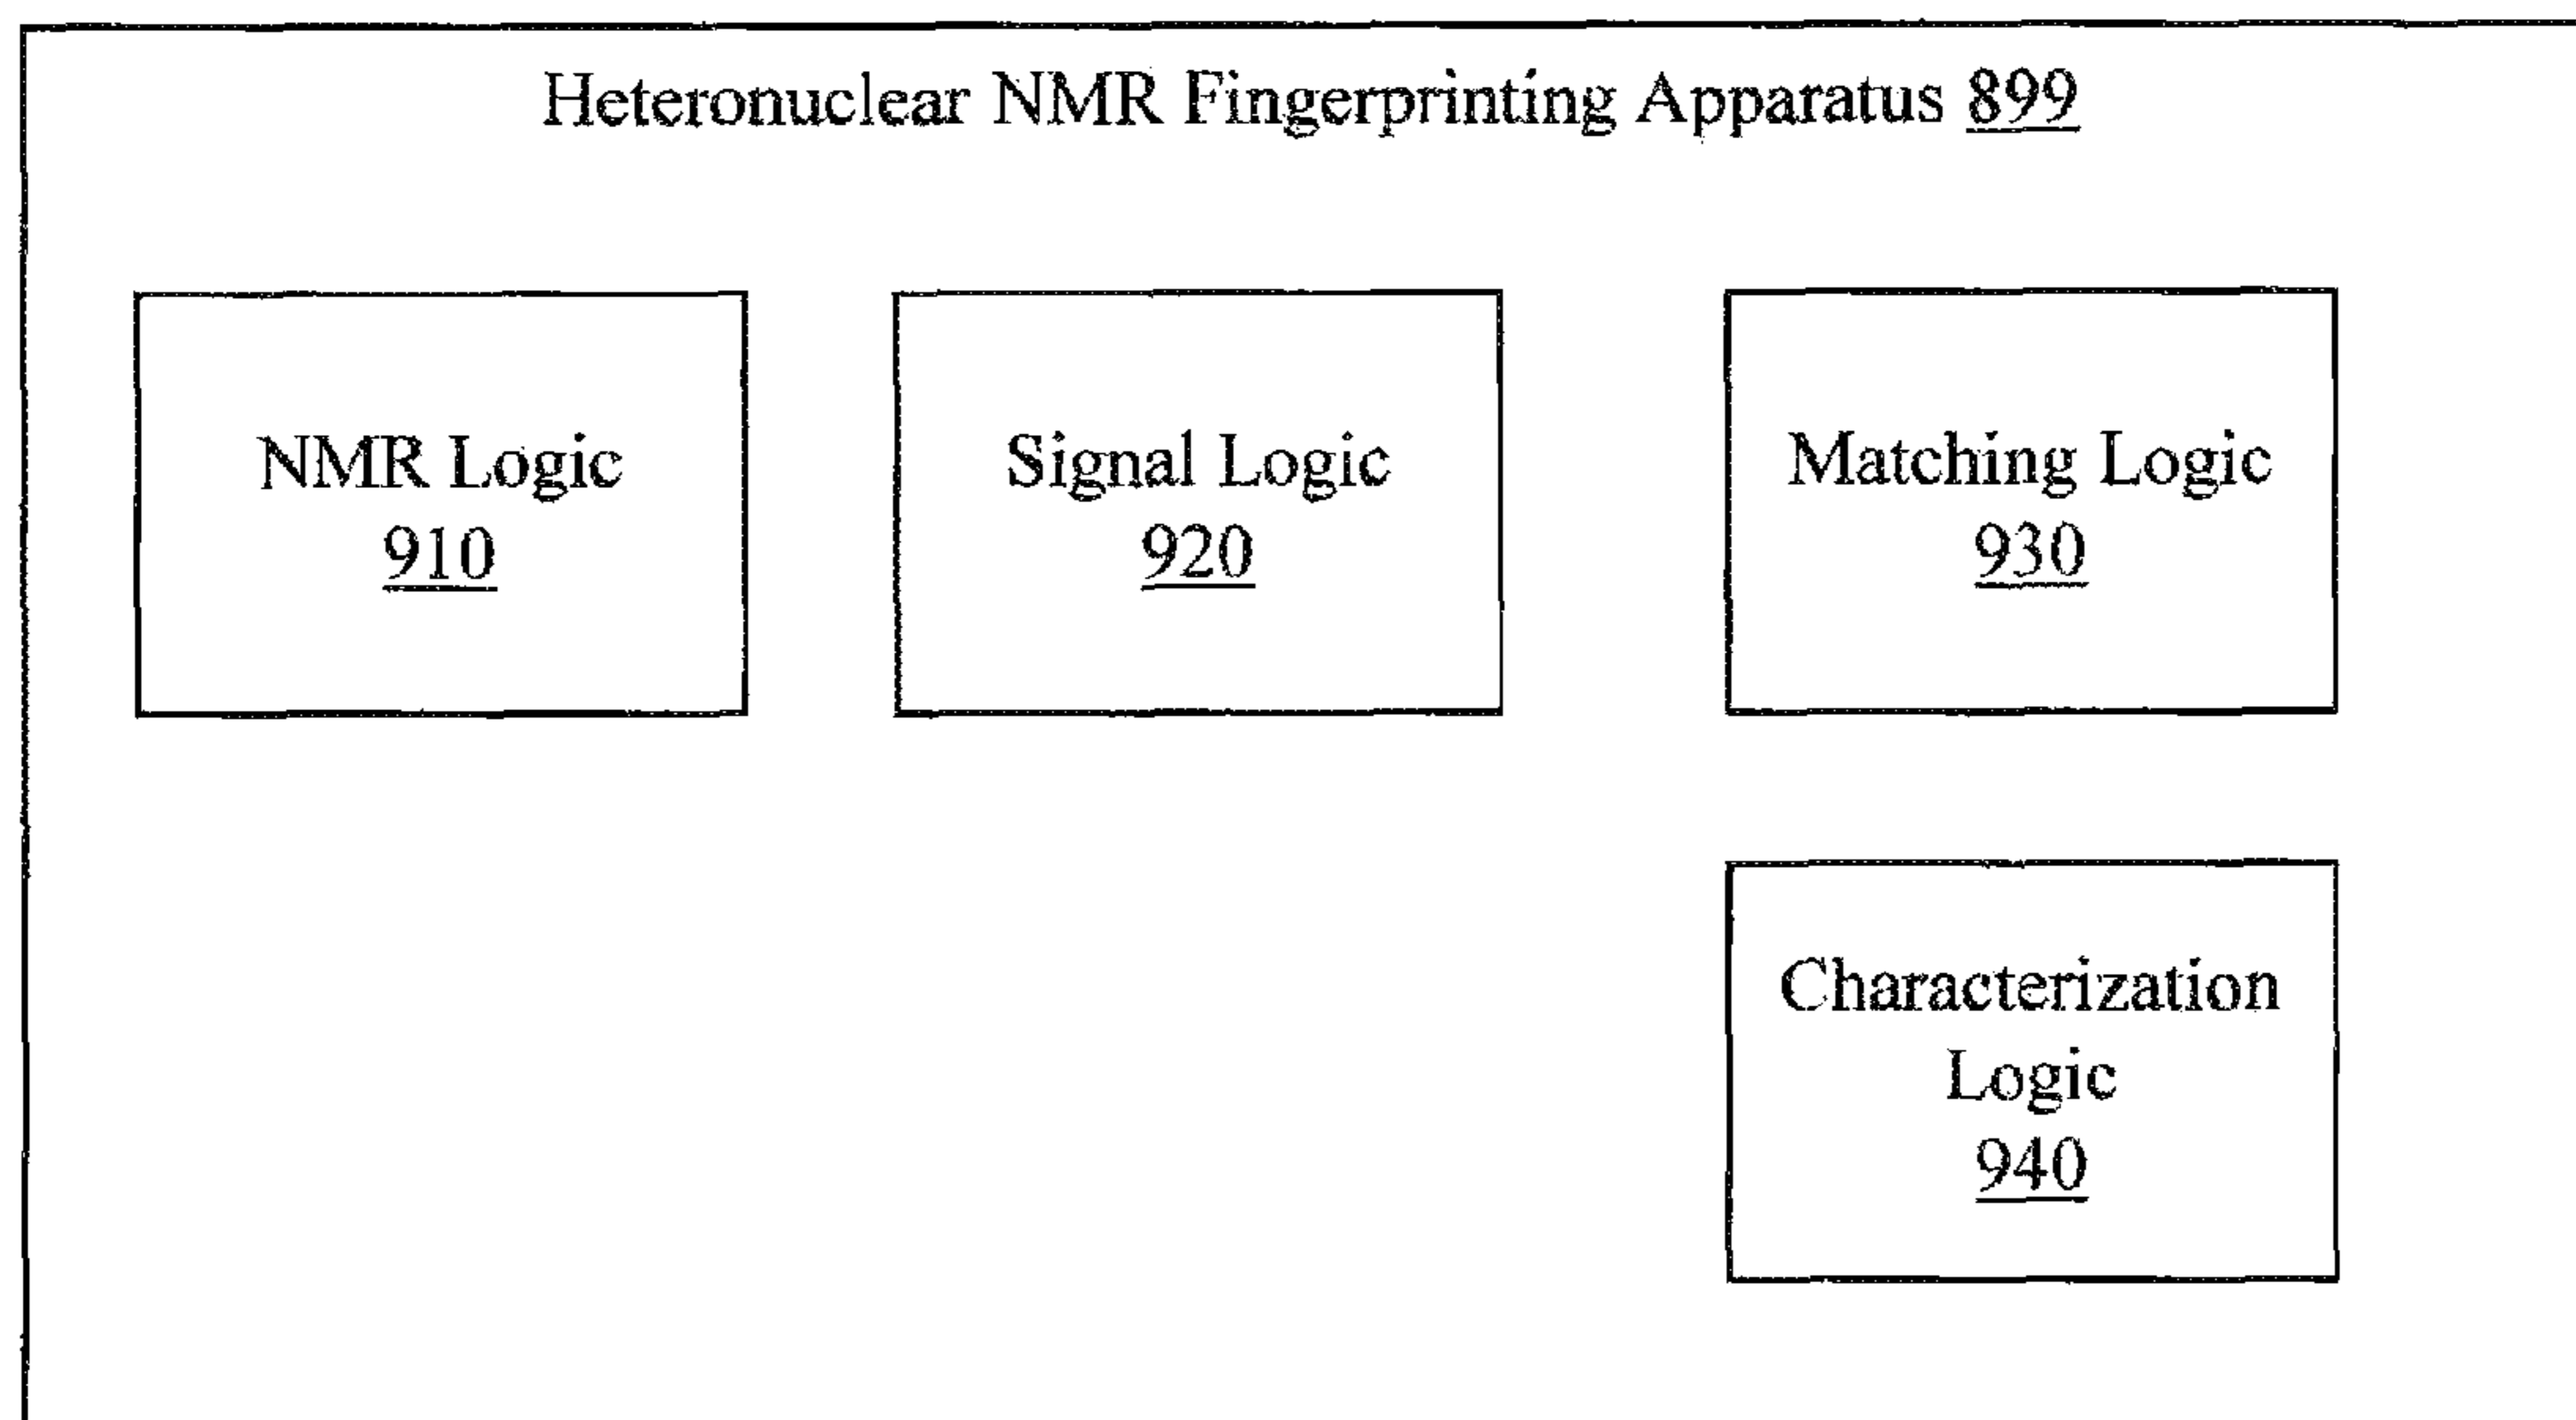 Heteronuclear NMR Fingerprinting Apparatus 899
NMR Logic
910
Signal Logic
920
Matching Logic
930
Characterization
Logic
940